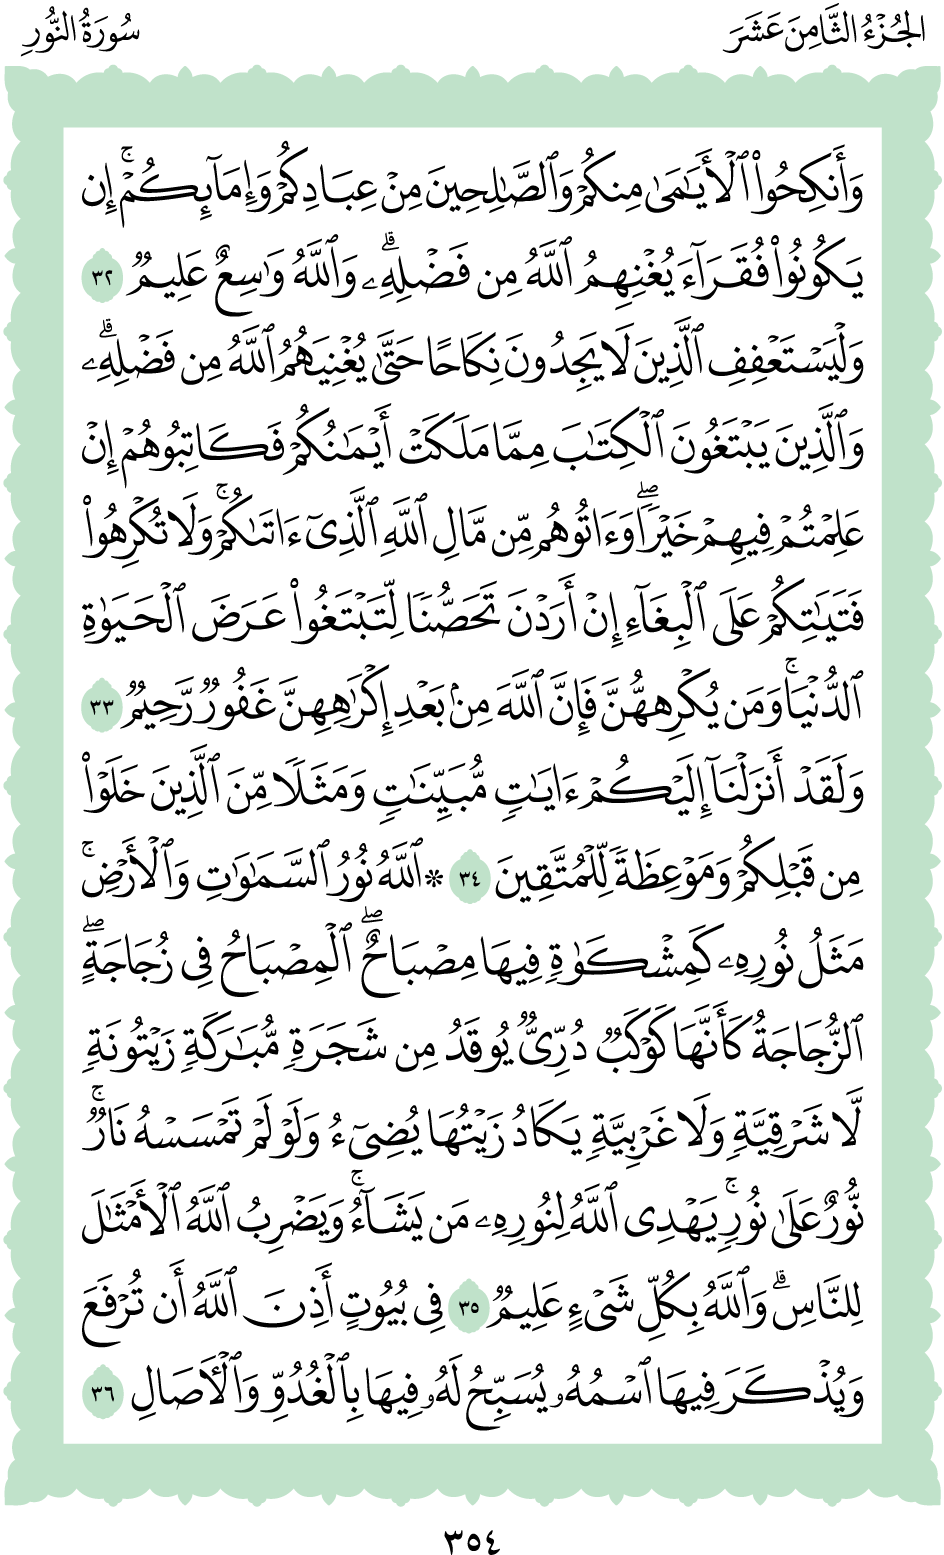 الجُزْءُ الثَّامِنَ عَشَرَ
سُورَةُ النُّورِ
وَأَنكِحُوا۟ ٱلْأَيَـٰمَىٰ مِنكُمْ وَٱلصَّـٰلِحِينَ مِنْ عِبَادِكُمْ وَإِمَآئِكُمْ ۚ إِن
يَكُونُوا۟ فُقَرَآءَ يُغْنِهِمُ ٱللَّهُ مِن فَضْلِهِۦ ۗ وَٱللَّهُ وَٰسِعٌ عَلِيمٌ ٣٢
وَلْيَسْتَعْفِفِ ٱلَّذِينَ لَا يَجِدُونَ نِكَاحًا حَتَّىٰ يُغْنِيَهُمُ ٱللَّهُ مِن فَضْلِهِۦ ۗ
وَٱلَّذِينَ يَبْتَغُونَ ٱلْكِتَـٰبَ مِمَّا مَلَكَتْ أَيْمَـٰنُكُمْ فَكَاتِبُوهُمْ إِنْ
عَلِمْتُمْ فِيهِمْ خَيْرًا ۖ وَءَاتُوهُم مِّن مَّالِ ٱللَّهِ ٱلَّذِىٓ ءَاتَىٰكُمْ ۚ وَلَا تُكْرِهُوا۟
فَتَيَـٰتِكُمْ عَلَى ٱلْبِغَآءِ إِنْ أَرَدْنَ تَحَصُّنًا لِّتَبْتَغُوا۟ عَرَضَ ٱلْحَيَوٰةِ
ٱلدُّنْيَا ۚ وَمَن يُكْرِههُّنَّ فَإِنَّ ٱللَّهَ مِنۢ بَعْدِ إِكْرَٰهِهِنَّ غَفُورٌ رَّحِيمٌ ٣٣
وَلَقَدْ أَنزَلْنَآ إِلَيْكُمْ ءَايَـٰتٍ مُّبَيِّنَـٰتٍ وَمَثَلًا مِّنَ ٱلَّذِينَ خَلَوْا۟
مِن قَبْلِكُمْ وَمَوْعِظَةً لِّلْمُتَّقِينَ ٣٤ ۞ ٱللَّهُ نُورُ ٱلسَّمَـٰوَٰتِ وَٱلْأَرْضِ ۚ
مَثَلُ نُورِهِۦ كَمِشْكَوٰةٍ فِيهَا مِصْبَاحٌ ۖ ٱلْمِصْبَاحُ فِى زُجَاجَةٍ ۖ
ٱلزُّجَاجَةُ كَأَنَّهَا كَوْكَبٌ دُرِّىٌّ يُوقَدُ مِن شَجَرَةٍ مُّبَـٰرَكَةٍ زَيْتُونَةٍ
لَّا شَرْقِيَّةٍ وَلَا غَرْبِيَّةٍ يَكَادُ زَيْتُهَا يُضِىٓءُ وَلَوْ لَمْ تَمْسَسْهُ نَارٌ ۚ
نُّورٌ عَلَىٰ نُورٍ ۗ يَهْدِى ٱللَّهُ لِنُورِهِۦ مَن يَشَآءُ ۚ وَيَضْرِبُ ٱللَّهُ ٱلْأَمْثَـٰلَ
لِلنَّاسِ ۗ وَٱللَّهُ بِكُلِّ شَىْءٍ عَلِيمٌ ٣٥ فِى بُيُوتٍ أَذِنَ ٱللَّهُ أَن تُرْفَعَ
وَيُذْكَرَ فِيهَا ٱسْمُهُۥ يُسَبِّحُ لَهُۥ فِيهَا بِٱلْغُدُوِّ وَٱلْـَٔاصَالِ ٣٦
٣٥٤